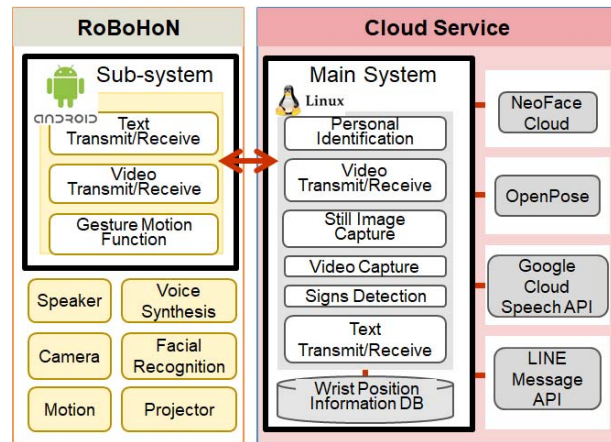 RoBoHoN
Sub-system
ANDROID
Text
Transmit/Receive
Video
Transmit/Receive
Gesture Motion
Function
Speaker
Voice
Synthesis
Camera
Facial
Recognition
Motion
Projector
Cloud Service
Main System
Linux
Personal
Identification
Video
Transmit/Receive
Still Image
Capture
Video Capture
Signs Detection
Text
Transmit/Receive
Wrist Position
Information DB
NeoFace
Cloud
OpenPose
Google
Cloud
Speech API
LINE
Message
API